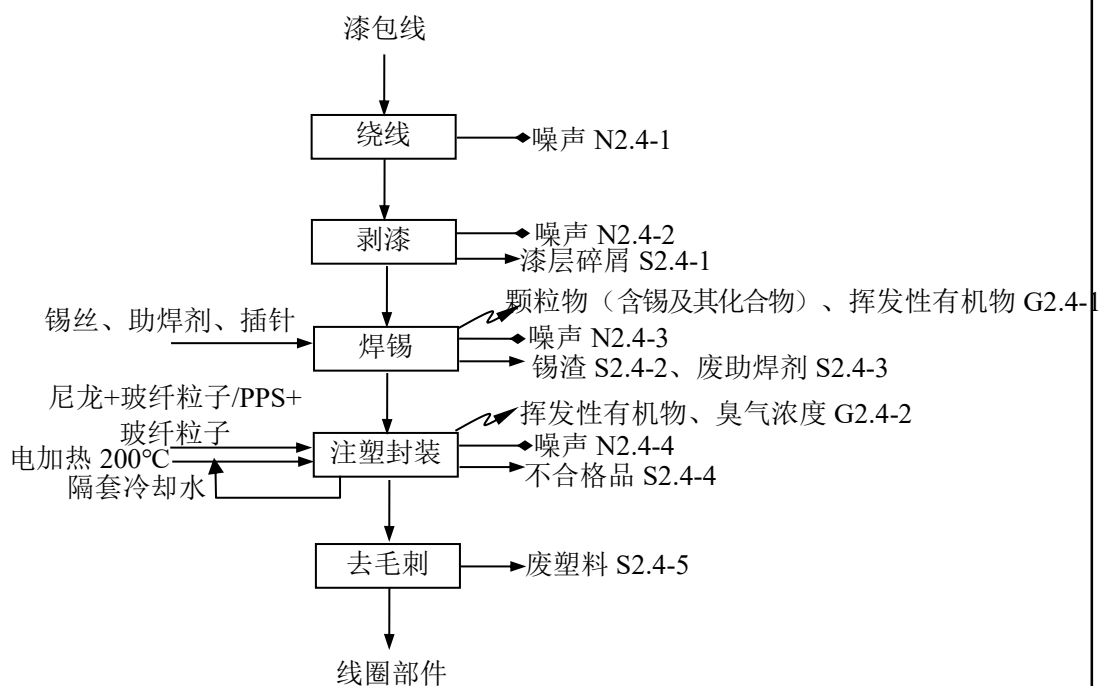 漆包线
绕线
噪声 N2.4-1
剥漆
噪声 N2.4-2
漆层碎屑 S2.4-1
锡丝、助焊剂、插针
焊锡
颗粒物（含锡及其化合物）、挥发性有机物 G2.4-1
噪声 N2.4-3
锡渣 S2.4-2、废助焊剂 S2.4-3
尼龙+玻纤粒子/PPS+
玻纤粒子
电加热 200℃
隔套冷却水
注塑封装
挥发性有机物、臭气浓度 G2.4-2
噪声 N2.4-4
不合格品 S2.4-4
去毛刺
废塑料 S2.4-5
线圈部件